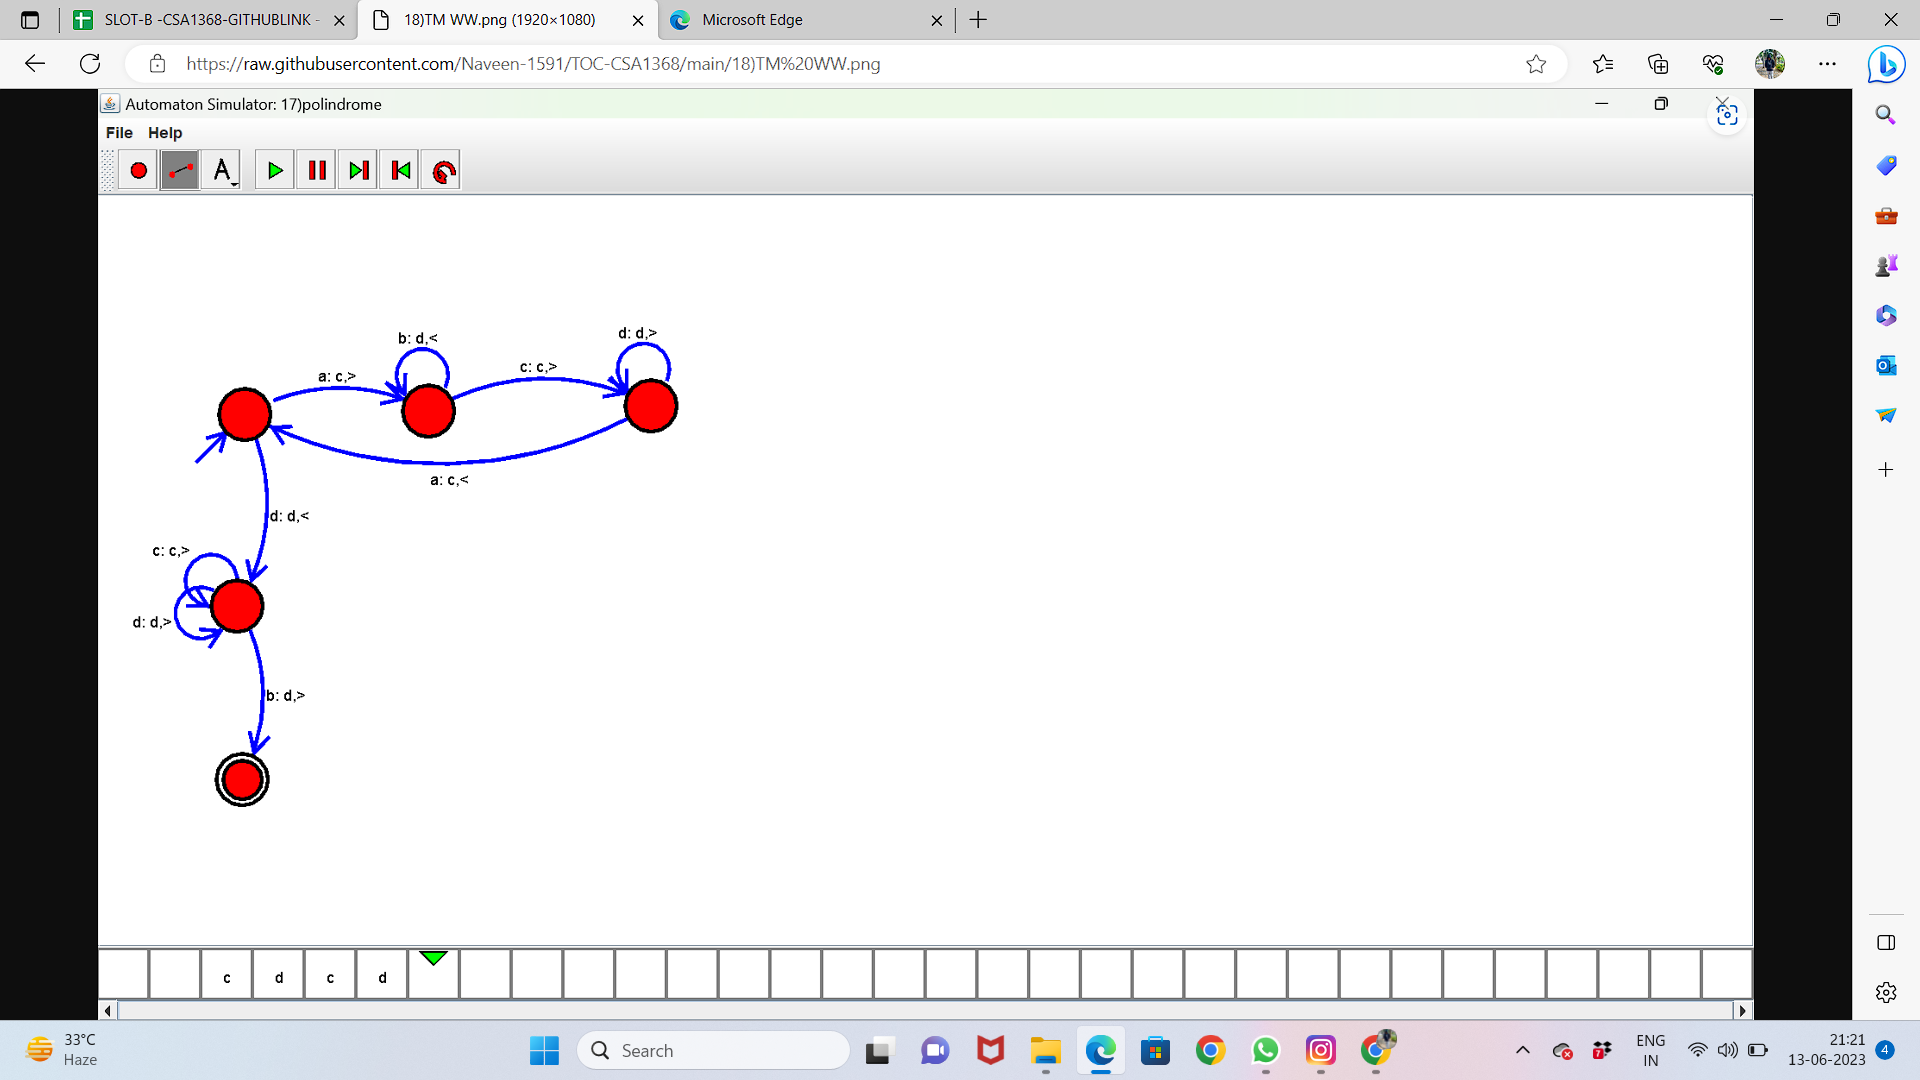 SLOT-B -CSA1368-GITHUBLINK -
18)TM WW.png (1920×1080)
Microsoft Edge
https://raw.githubusercontent.com/Naveen-1591/TOC-CSA1368/main/18)TM%20WW.png
Automaton Simulator: 17)polindrome
File Help
A
b: d,<
d: d,>
a: c,>
c: c,>
a: c,<
d: d,<
c: c,>
d: d,>
b: d,>
c d c d
33°C
Haze
Search
7
ENG
IN
21:21
13-06-2023
4